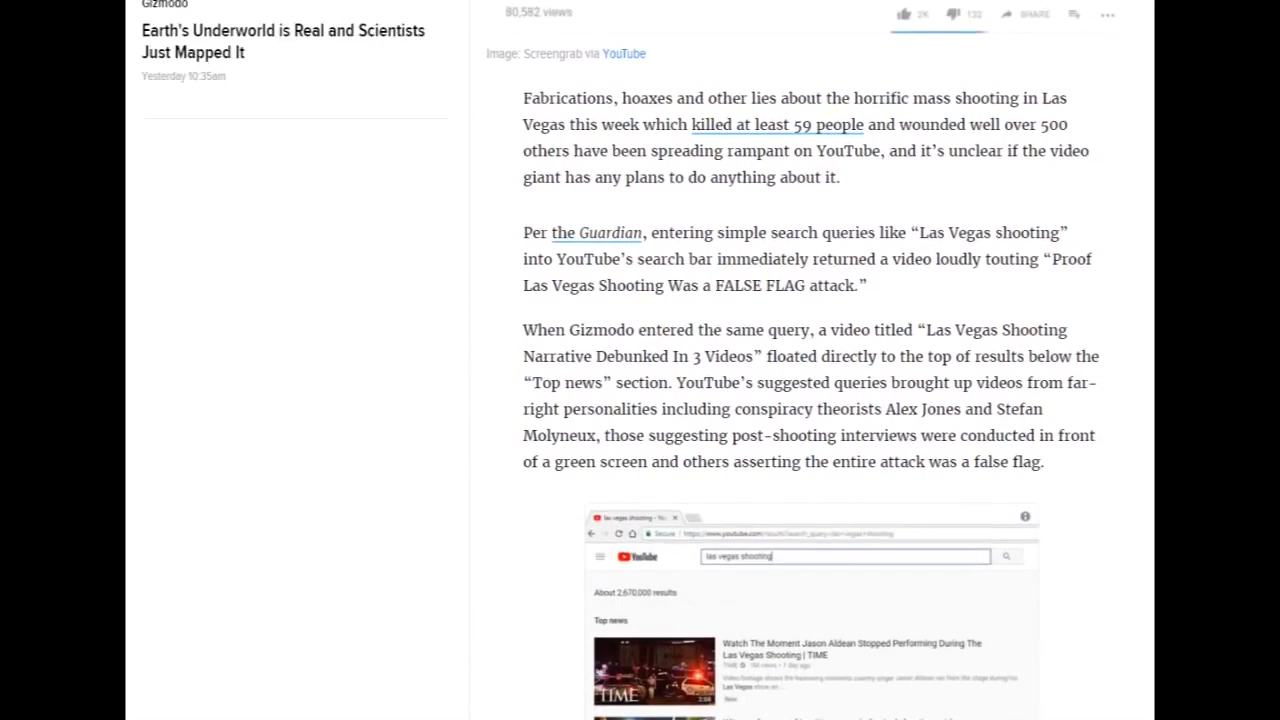 Gizmodo
Earth's Underworld is Real and Scientists
Just Mapped It
Yesterday 10:35am
80,582 views
2K
132
SHARE
Image: Screengrab via YouTube
Fabrications, hoaxes and other lies about the horrific mass shooting in Las
Vegas this week which killed at least 59 people and wounded well over 500
others have been spreading rampant on YouTube, and it’s unclear if the video
giant has any plans to do anything about it.
Per the Guardian, entering simple search queries like “Las Vegas shooting”
into YouTube’s search bar immediately returned a video loudly touting “Proof
Las Vegas Shooting Was a FALSE FLAG attack.”
When Gizmodo entered the same query, a video titled “Las Vegas Shooting
Narrative Debunked In 3 Videos” floated directly to the top of results below the
“Top news” section. YouTube’s suggested queries brought up videos from far-
right personalities including conspiracy theorists Alex Jones and Stefan
Molyneux, those suggesting post-shooting interviews were conducted in front
of a green screen and others asserting the entire attack was a false flag.
las vegas shooting - You
Secure https://www.youtube.com/results?search_query=las+vegas+shooting
YouTube
las vegas shooting
About 2,670,000 results
Top news
Watch The Moment Jason Aldean Stopped Performing During The
Las Vegas Shooting | TIME
TIME
1 day ago
Las Vegas show on ...
New
TIME